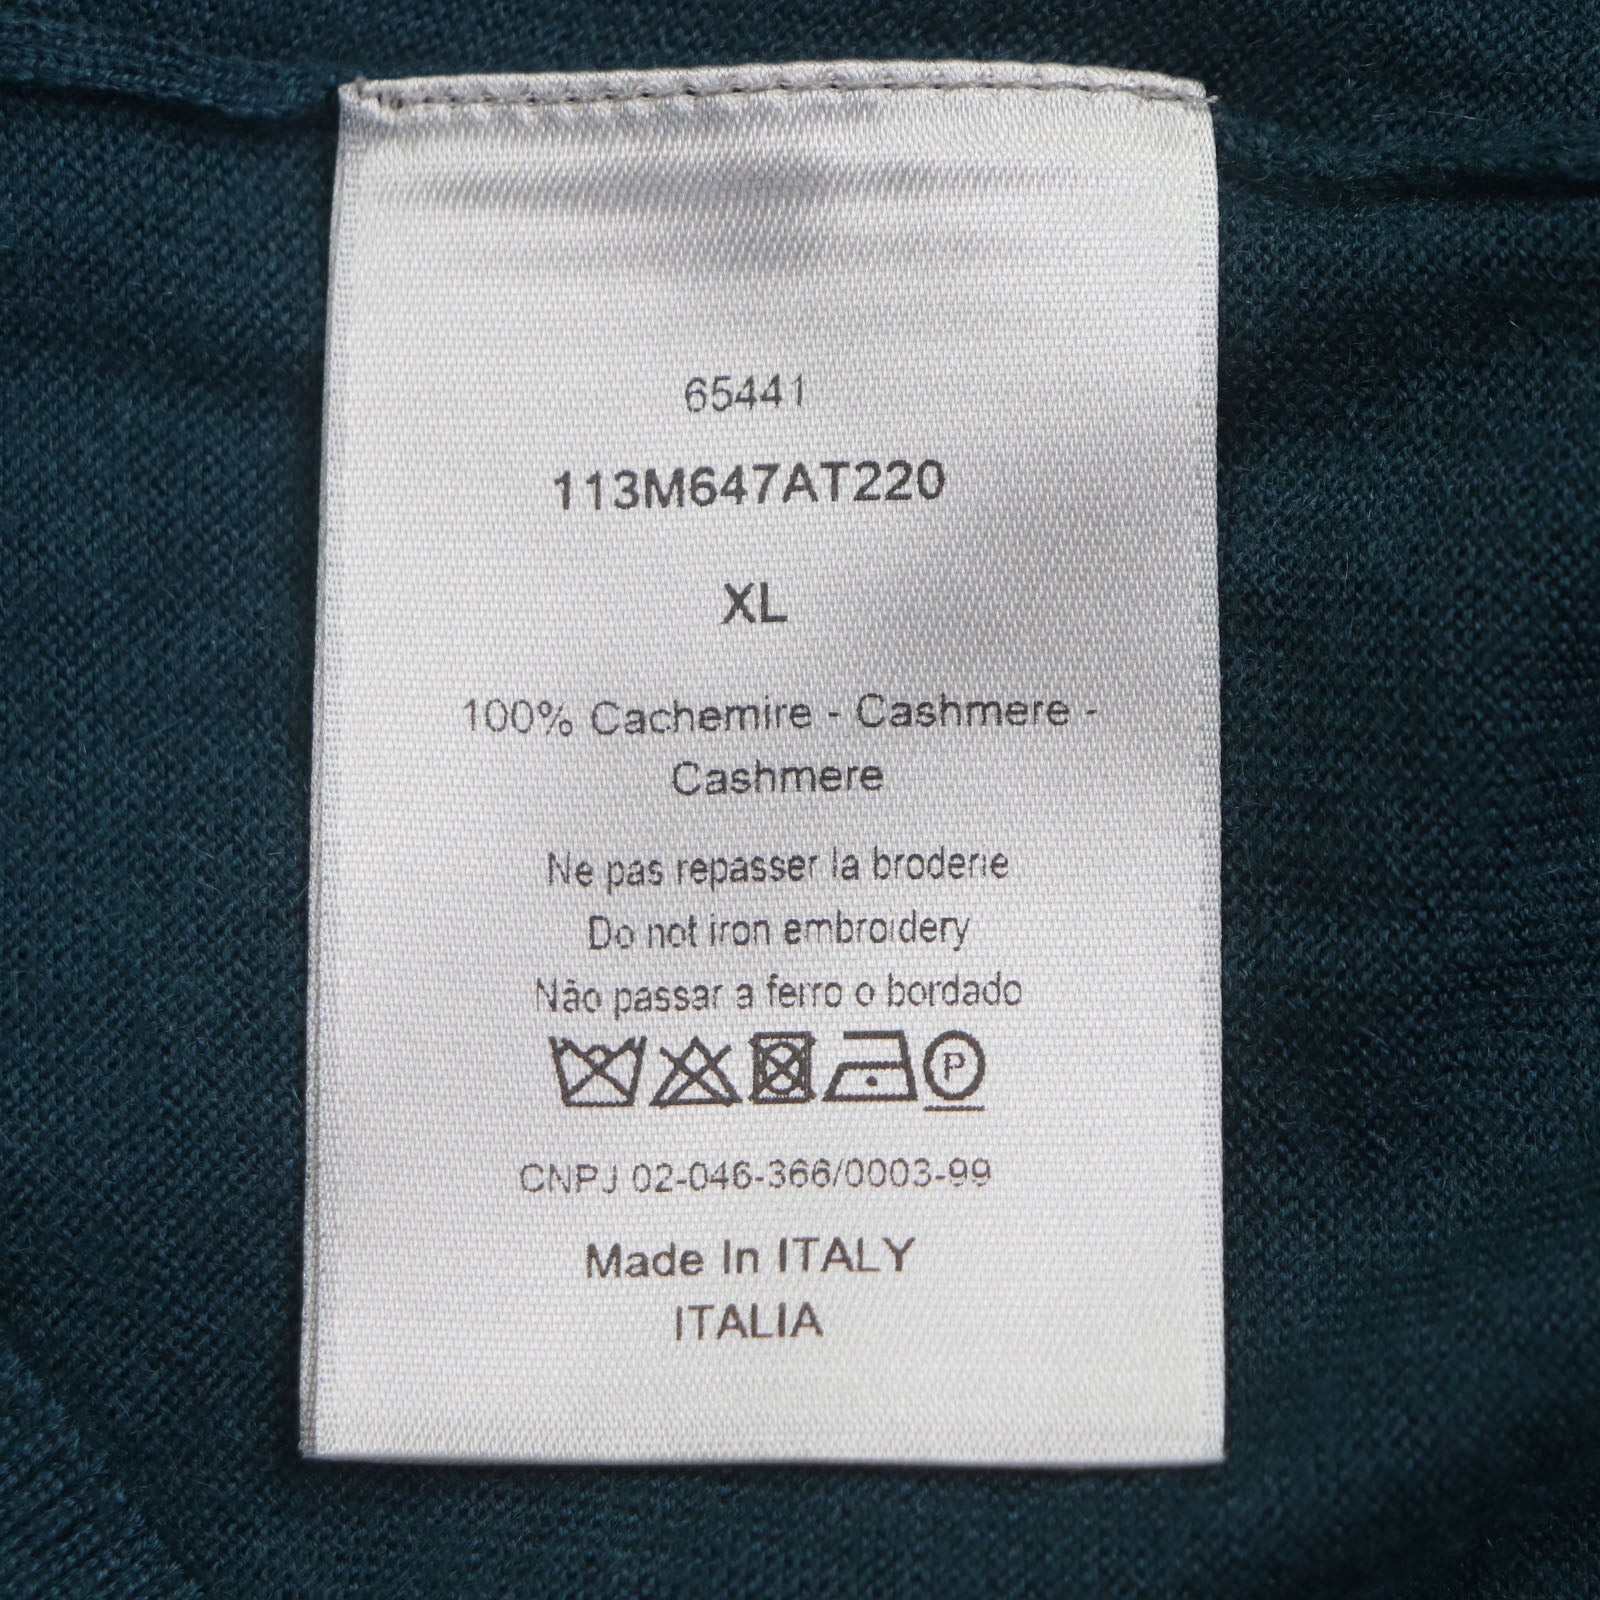 65441
113M647AT220
XL
100% Cachemire - Cashmere -
Cashmere
Ne pas repasser la broderie
Do not iron embroidery
Não passar a ferro o bordado
P
CNPJ 02-046-366/0003-99
Made In ITALY
ITALIA